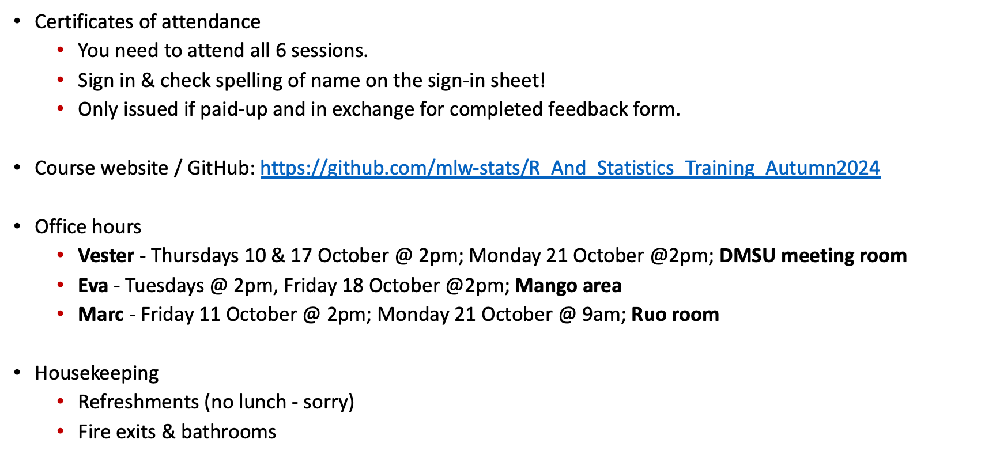 • Certificates of attendance
• You need to attend all 6 sessions.
• Sign in & check spelling of name on the sign-in sheet!
• Only issued if paid-up and in exchange for completed feedback form.
• Course website / GitHub: https://github.com/mlw-stats/R_And_Statistics_Training_Autumn2024
• Office hours
• Vester - Thursdays 10 & 17 October @ 2pm; Monday 21 October @2pm; DMSU meeting room
• Eva - Tuesdays @ 2pm, Friday 18 October @2pm; Mango area
• Marc - Friday 11 October @ 2pm; Monday 21 October @ 9am; Ruo room
• Housekeeping
• Refreshments (no lunch - sorry)
• Fire exits & bathrooms